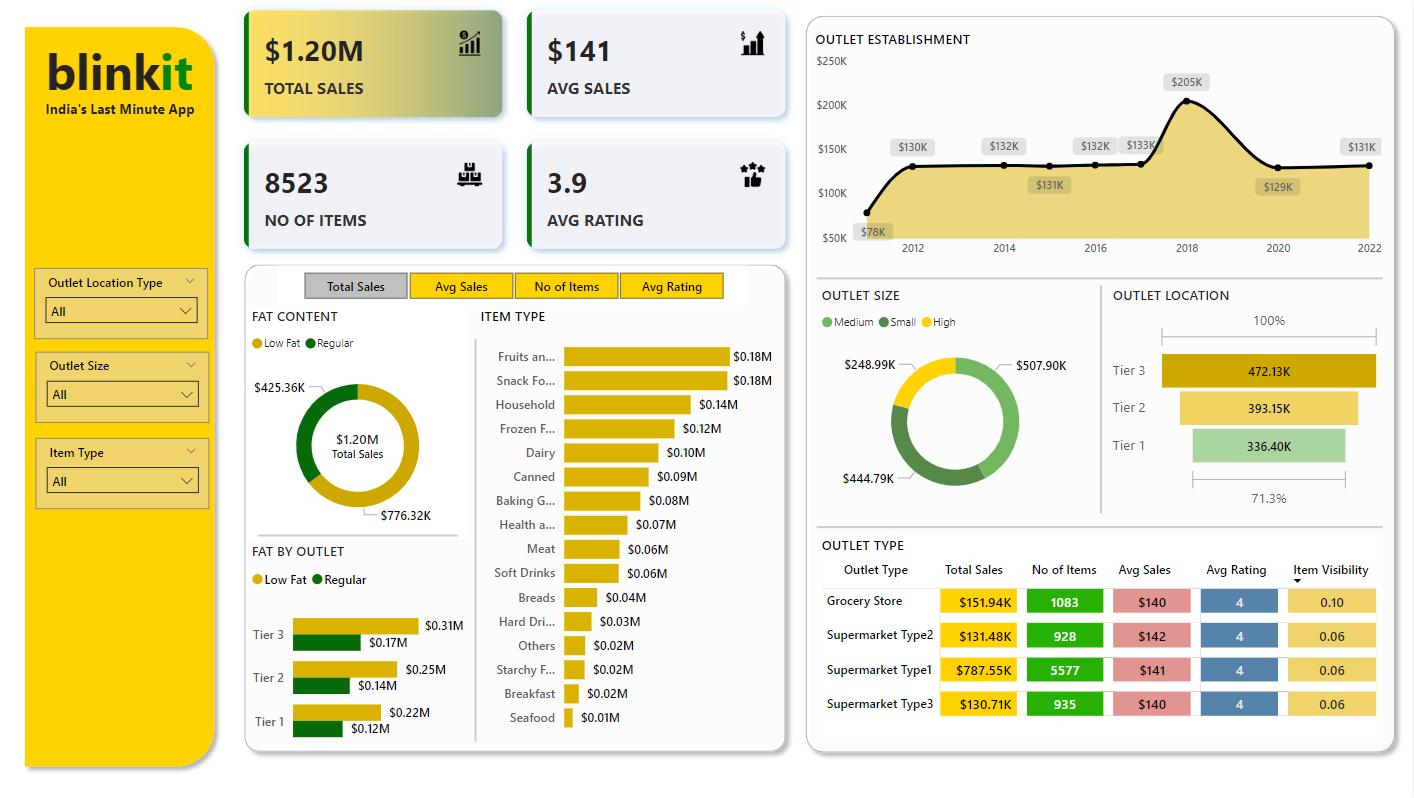 blinkit
India's Last Minute App
Outlet Location Type
All
Outlet Size
All
Item Type
All
$1.20M
TOTAL SALES
$141
AVG SALES
8523
NO OF ITEMS
3.9
AVG RATING
Total Sales Avg Sales No of Items Avg Rating
FAT CONTENT
Low Fat Regular
$425.36K
$1.20M
Total Sales
$776.32K
FAT BY OUTLET
Low Fat Regular
Tier 3 $0.31M
$0.17M
Tier 2 $0.25M
$0.14M
Tier 1 $0.22M
$0.12M
ITEM TYPE
Fruits an... $0.18M
Snack Fo... $0.18M
Household $0.14M
Frozen F... $0.12M
Dairy $0.10M
Canned $0.09M
Baking G... $0.08M
Health a... $0.07M
Meat $0.06M
Soft Drinks $0.06M
Breads $0.04M
Hard Dri... $0.03M
Others $0.02M
Starchy F... $0.02M
Breakfast $0.02M
Seafood $0.01M
OUTLET ESTABLISHMENT
$250K
$200K
$150K
$100K
$50K
$78K
$130K
$132K
$131K
$132K
$133K
$205K
$129K
$131K
2012 2014 2016 2018 2020 2022
OUTLET SIZE
Medium Small High
$248.99K
$507.90K
$444.79K
OUTLET LOCATION
100%
Tier 3 472.13K
Tier 2 393.15K
Tier 1 336.40K
71.3%
OUTLET TYPE
Outlet Type Total Sales No of Items Avg Sales Avg Rating Item Visibility
Grocery Store $151.94K 1083 $140 4 0.10
Supermarket Type2 $131.48K 928 $142 4 0.06
Supermarket Type1 $787.55K 5577 $141 4 0.06
Supermarket Type3 $130.71K 935 $140 4 0.06